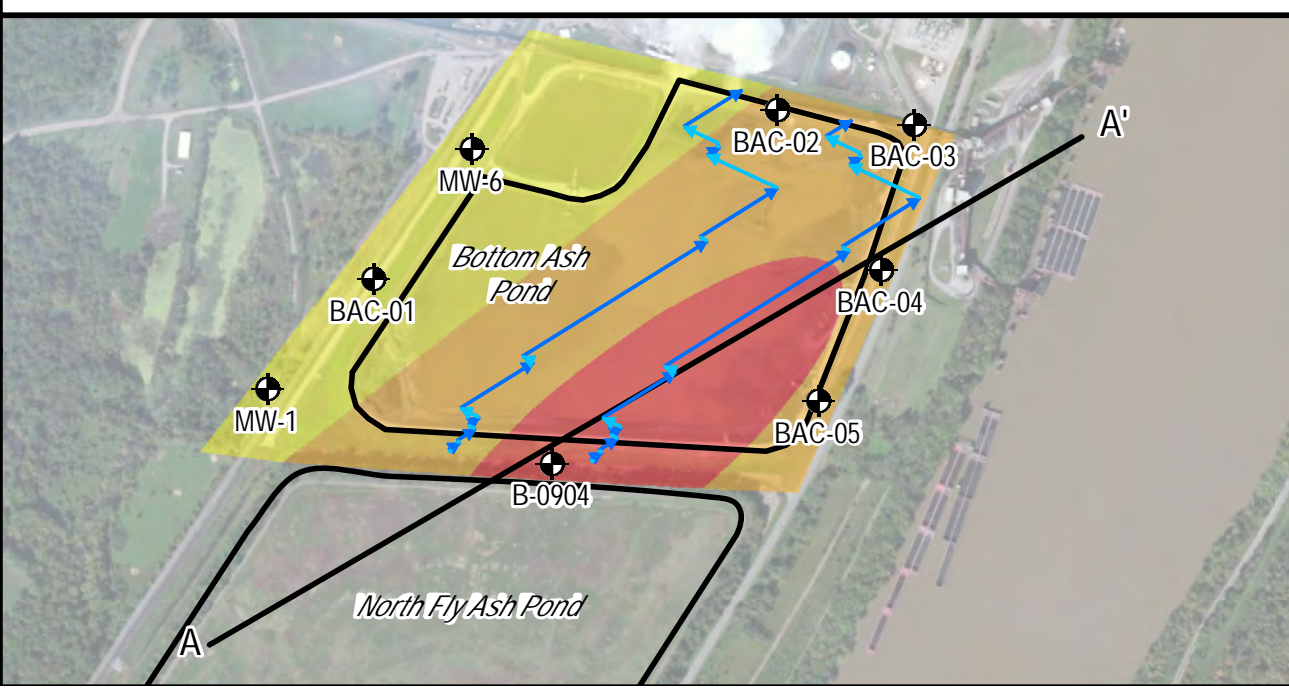 A'
BAC-02
BAC-03
MW-6
Bottom Ash
Pond
BAC-04
BAC-01
MW-1
BAC-05
B-0904
North Fly Ash Pond
A